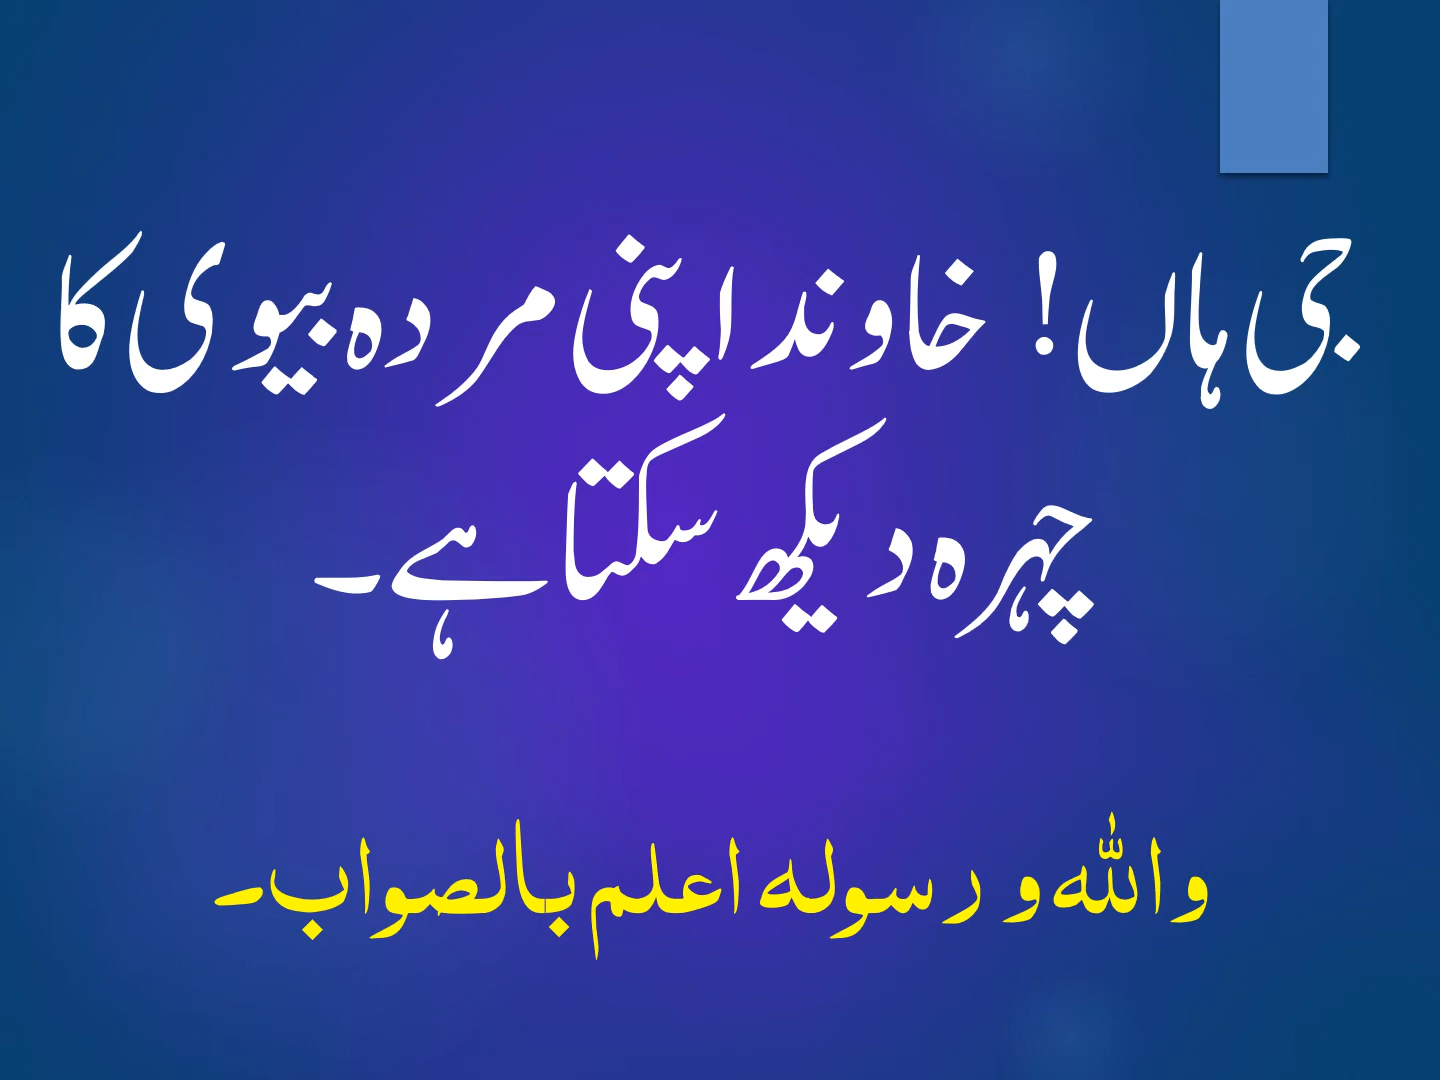 جی ہاں! خاوند اپنی مردہ بیوی کا
چہرہ دیکھ سکتا ہے۔
واللہ و رسولہ اعلم بالصواب۔